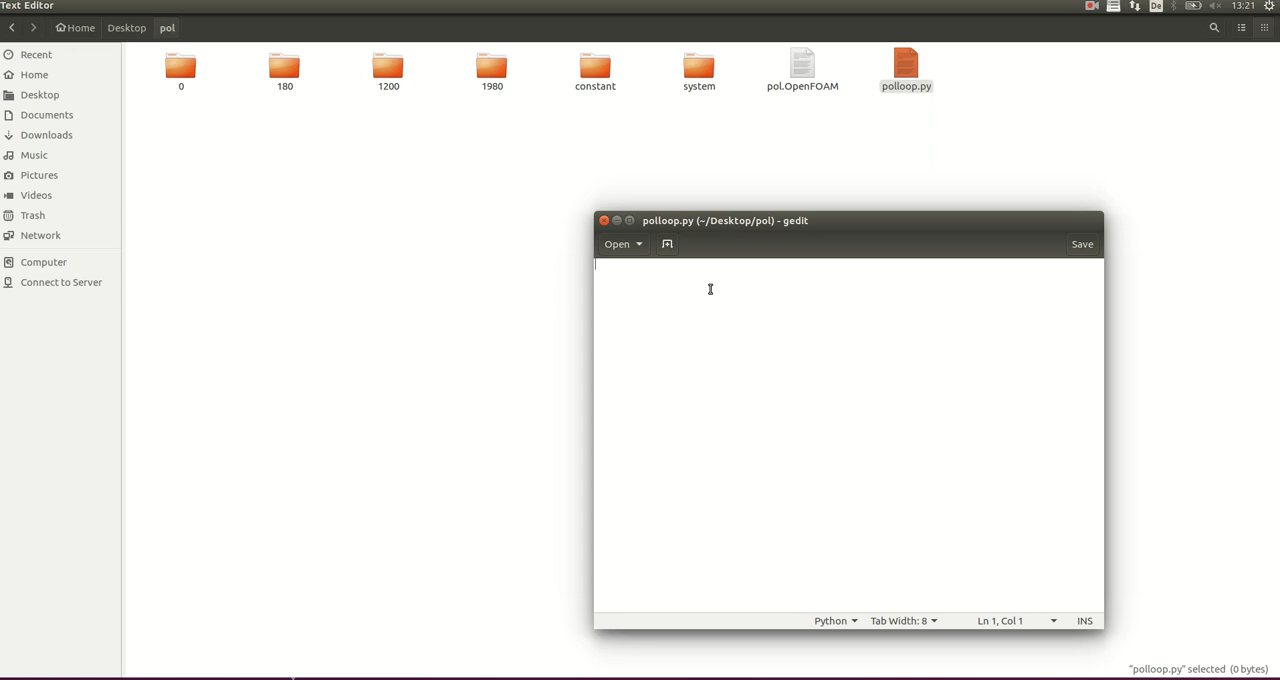 Text Editor De 13:21
Home Desktop pol
Recent
Home
Desktop
Documents
Downloads
Music
Pictures
Videos
Trash
Network
Computer
Connect to Server
0 180 1200 1980 constant system pol.OpenFOAM polloop.py
polloop.py (~/Desktop/pol) - gedit
Open Save
Python Tab Width: 8 Ln 1, Col 1 INS
"polloop.py" selected (0 bytes)